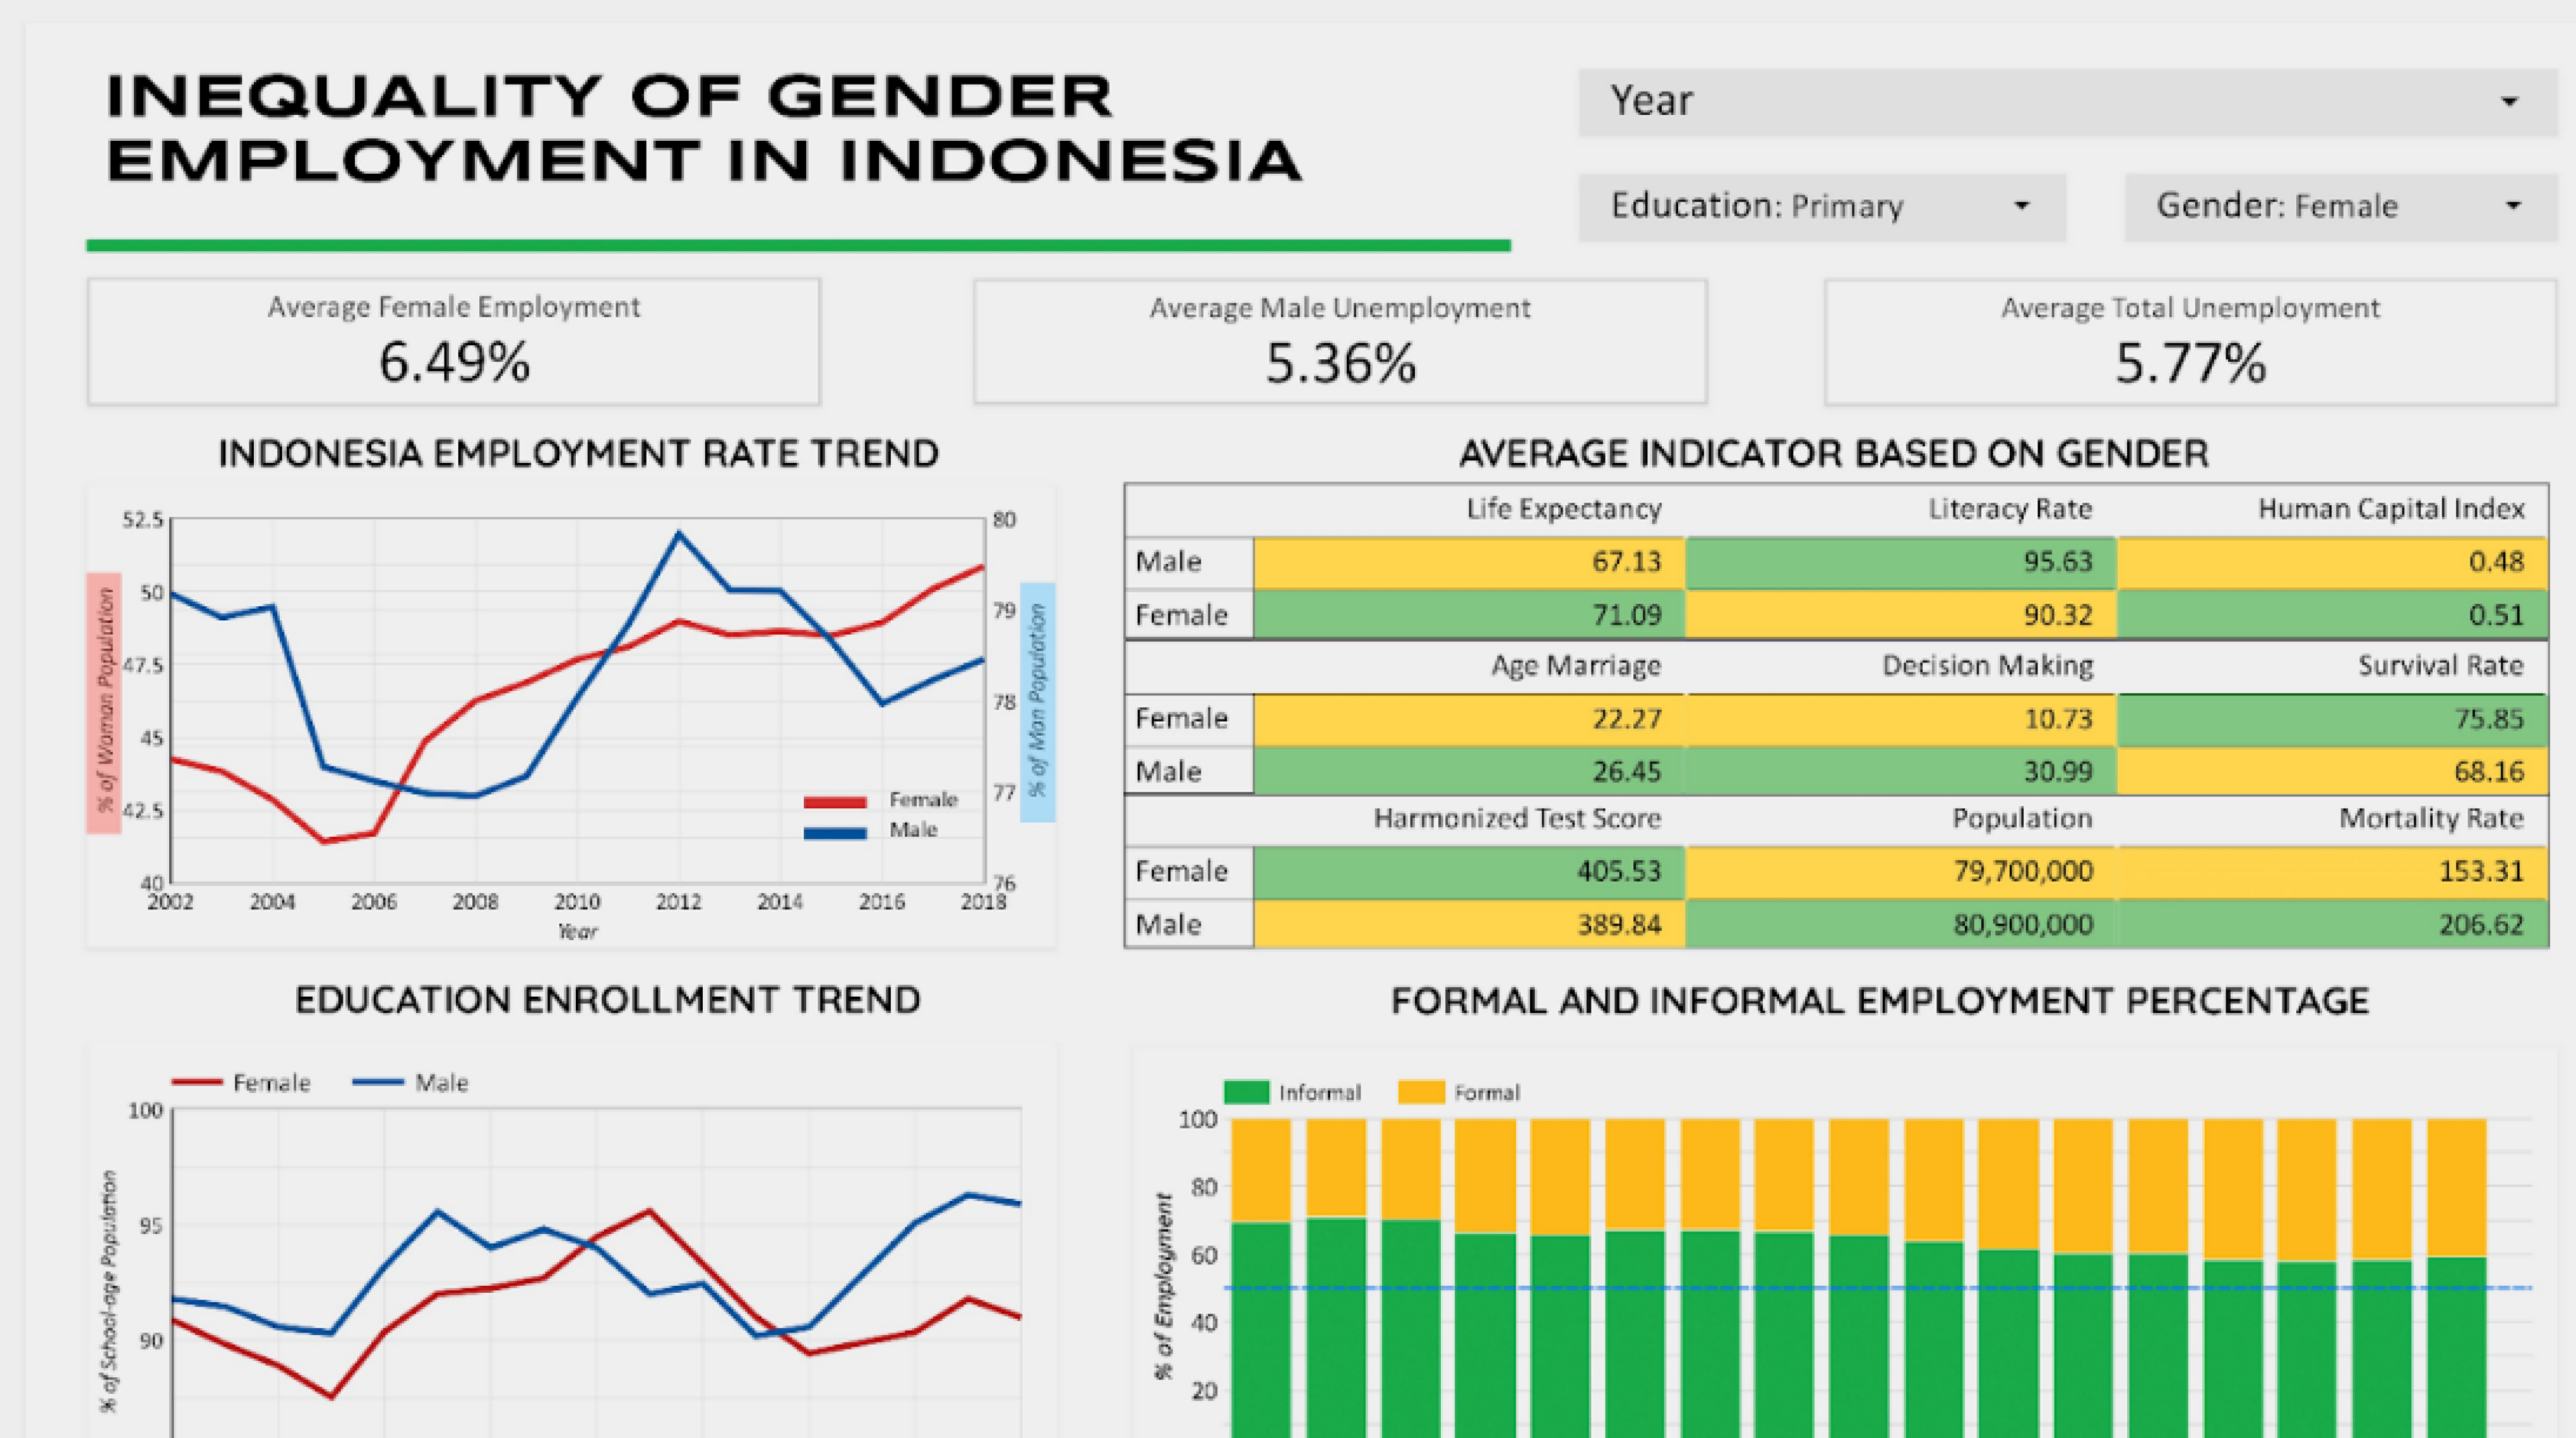 INEQUALITY OF GENDER
EMPLOYMENT IN INDONESIA
Year
Education: Primary
Gender: Female
Average Female Employment
6.49%
Average Male Unemployment
5.36%
Average Total Unemployment
5.77%
INDONESIA EMPLOYMENT RATE TREND
% of Woman Population
52.5
50
47.5
45
42.5
40
80
79
78
77
76
% of Man Population
Female
Male
2002 2004 2006 2008 2010 2012 2014 2016 2018
Year
AVERAGE INDICATOR BASED ON GENDER
Life Expectancy Literacy Rate Human Capital Index
Male 67.13 95.63 0.48
Female 71.09 90.32 0.51
Age Marriage Decision Making Survival Rate
Female 22.27 10.73 75.85
Male 26.45 30.99 68.16
Harmonized Test Score Population Mortality Rate
Female 405.53 79,700,000 153.31
Male 389.84 80,900,000 206.62
EDUCATION ENROLLMENT TREND
Female Male
% of School-age Population
100
95
90
FORMAL AND INFORMAL EMPLOYMENT PERCENTAGE
Informal Formal
% of Employment
100
80
60
40
20